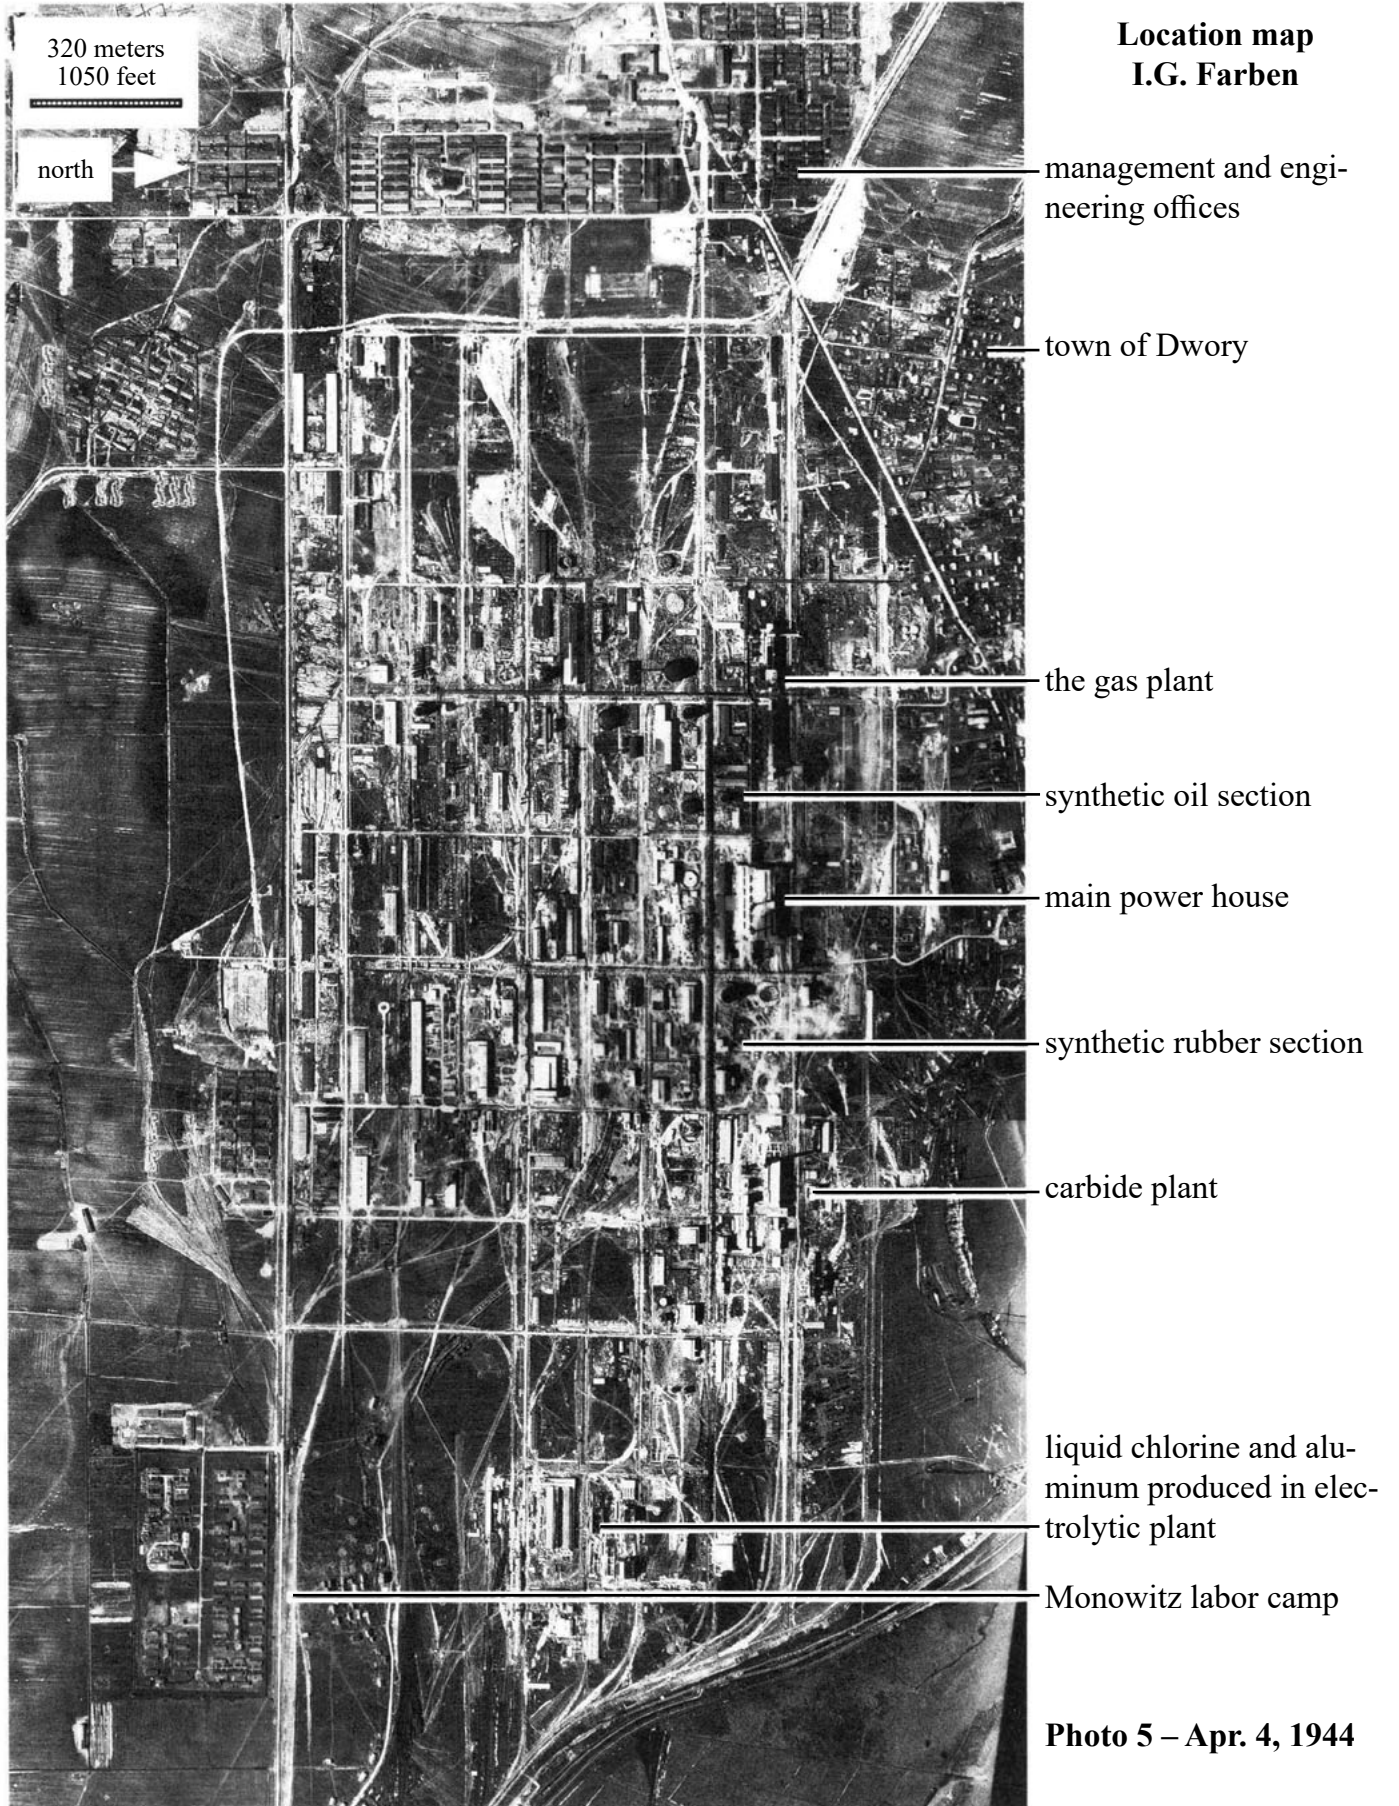 320 meters
1050 feet
north
Location map
I.G. Farben
management and engi-
neering offices
town of Dwory
the gas plant
synthetic oil section
main power house
synthetic rubber section
carbide plant
liquid chlorine and alu-
minum produced in elec-
trolytic plant
Monowitz labor camp
Photo 5 – Apr. 4, 1944